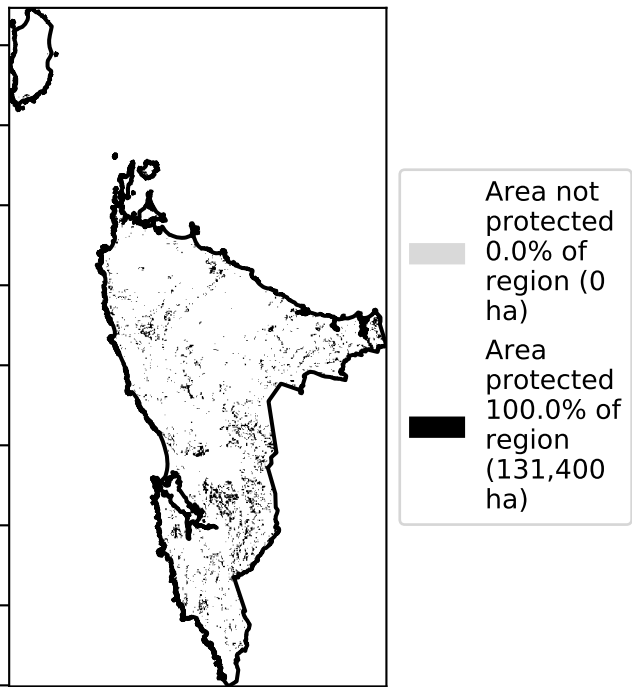 Area not
protected
0.0% of
region (0
ha)
Area
protected
100.0% of
region
(131,400
ha)